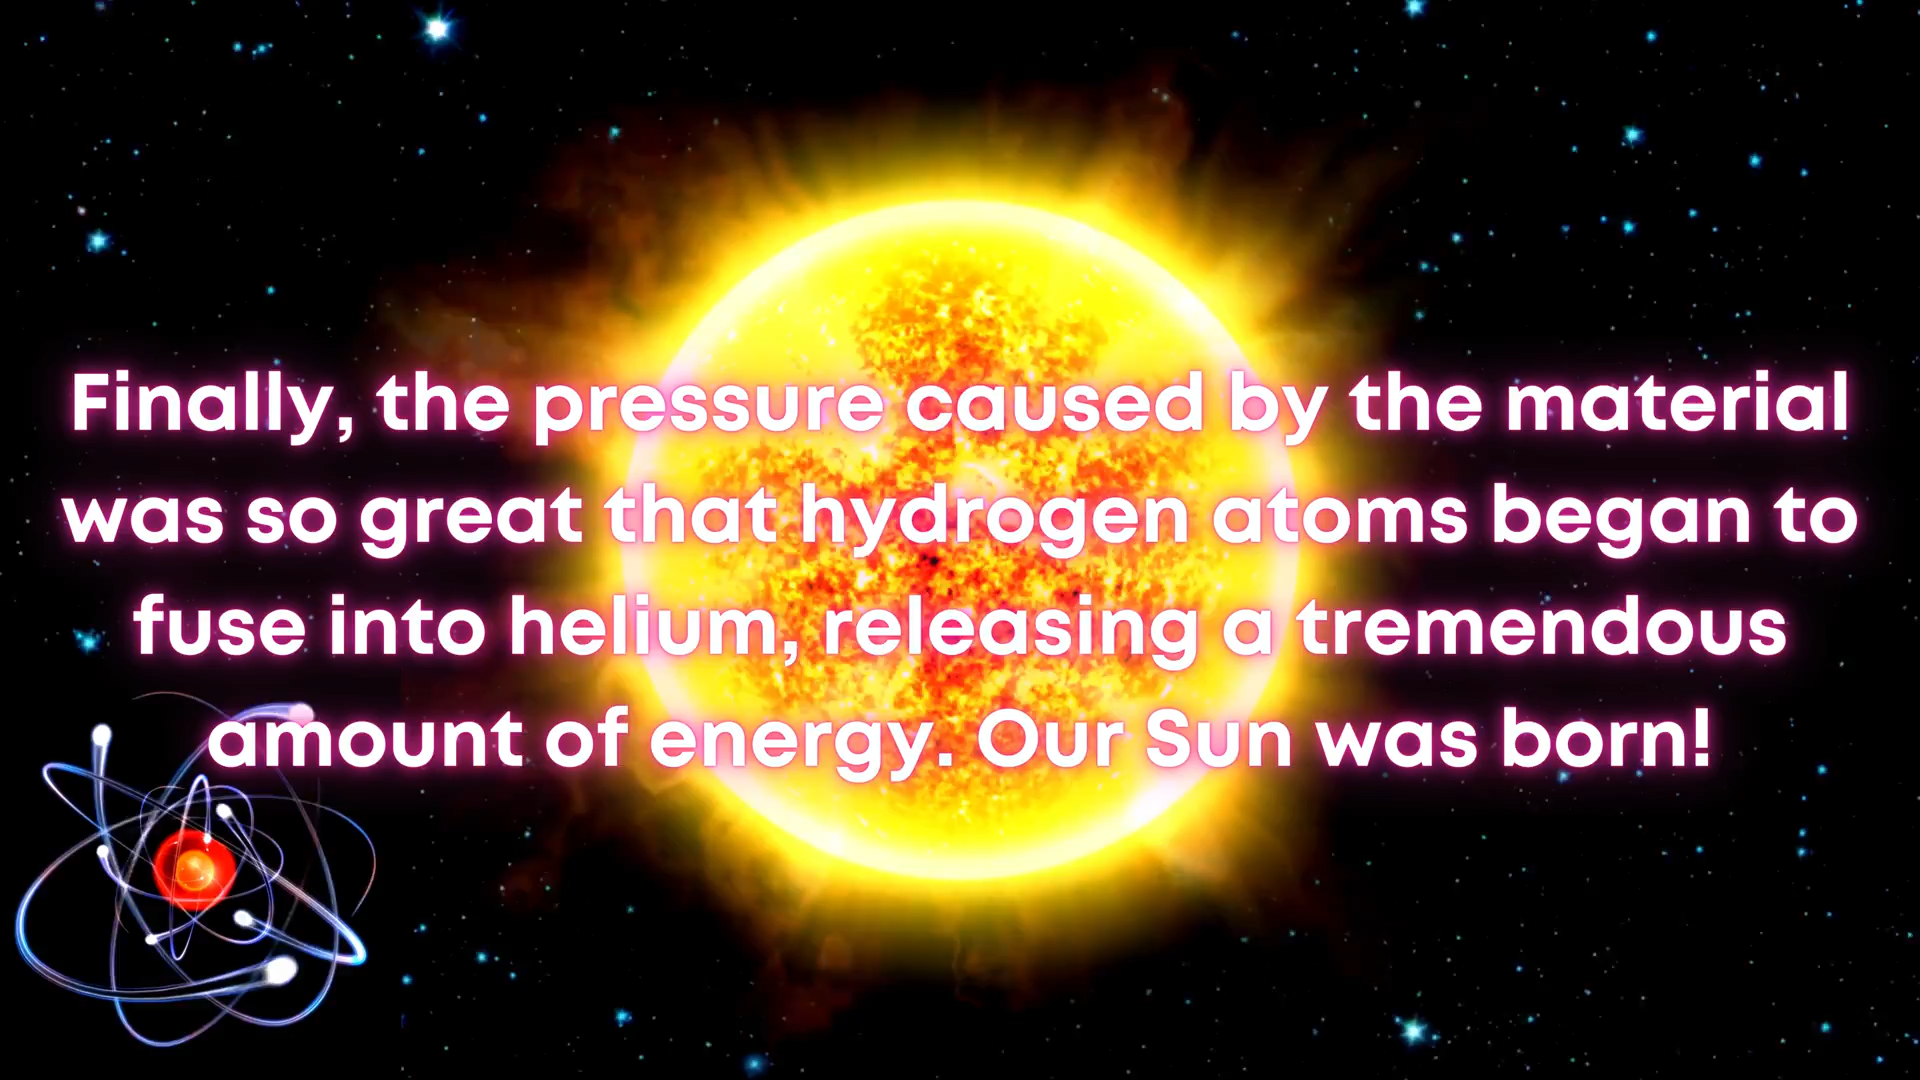 Finally, the pressure caused by the material
was so great that hydrogen atoms began to
fuse into helium, releasing a tremendous
amount of energy. Our Sun was born!